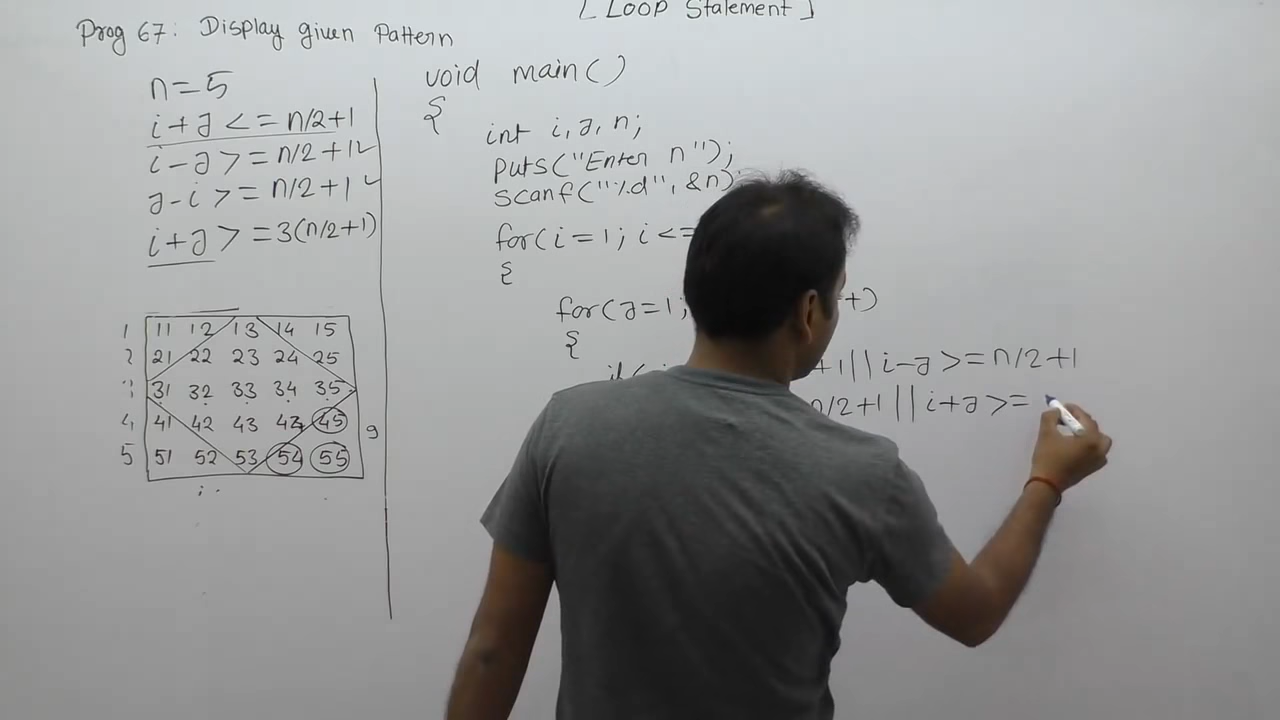 [ Loop Statement ]
Prog 67: Display given Pattern
n=5
i+j <= n/2+1
i-j >= n/2+1 ✓
j-i >= n/2+1 ✓
i+j >= 3(n/2+1)
1 11 12 13 14 15
2 21 22 23 24 25
3 31 32 33 34 35
4 41 42 43 44 45
5 51 52 53 54 55
9
void main()
{
int i, j, n;
puts("Enter n");
scanf("%d", &n)
for(i=1; i<=
{
for(j=1; +)
{
if( +1||i-j >= n/2+1
n/2+1 || i+j >=